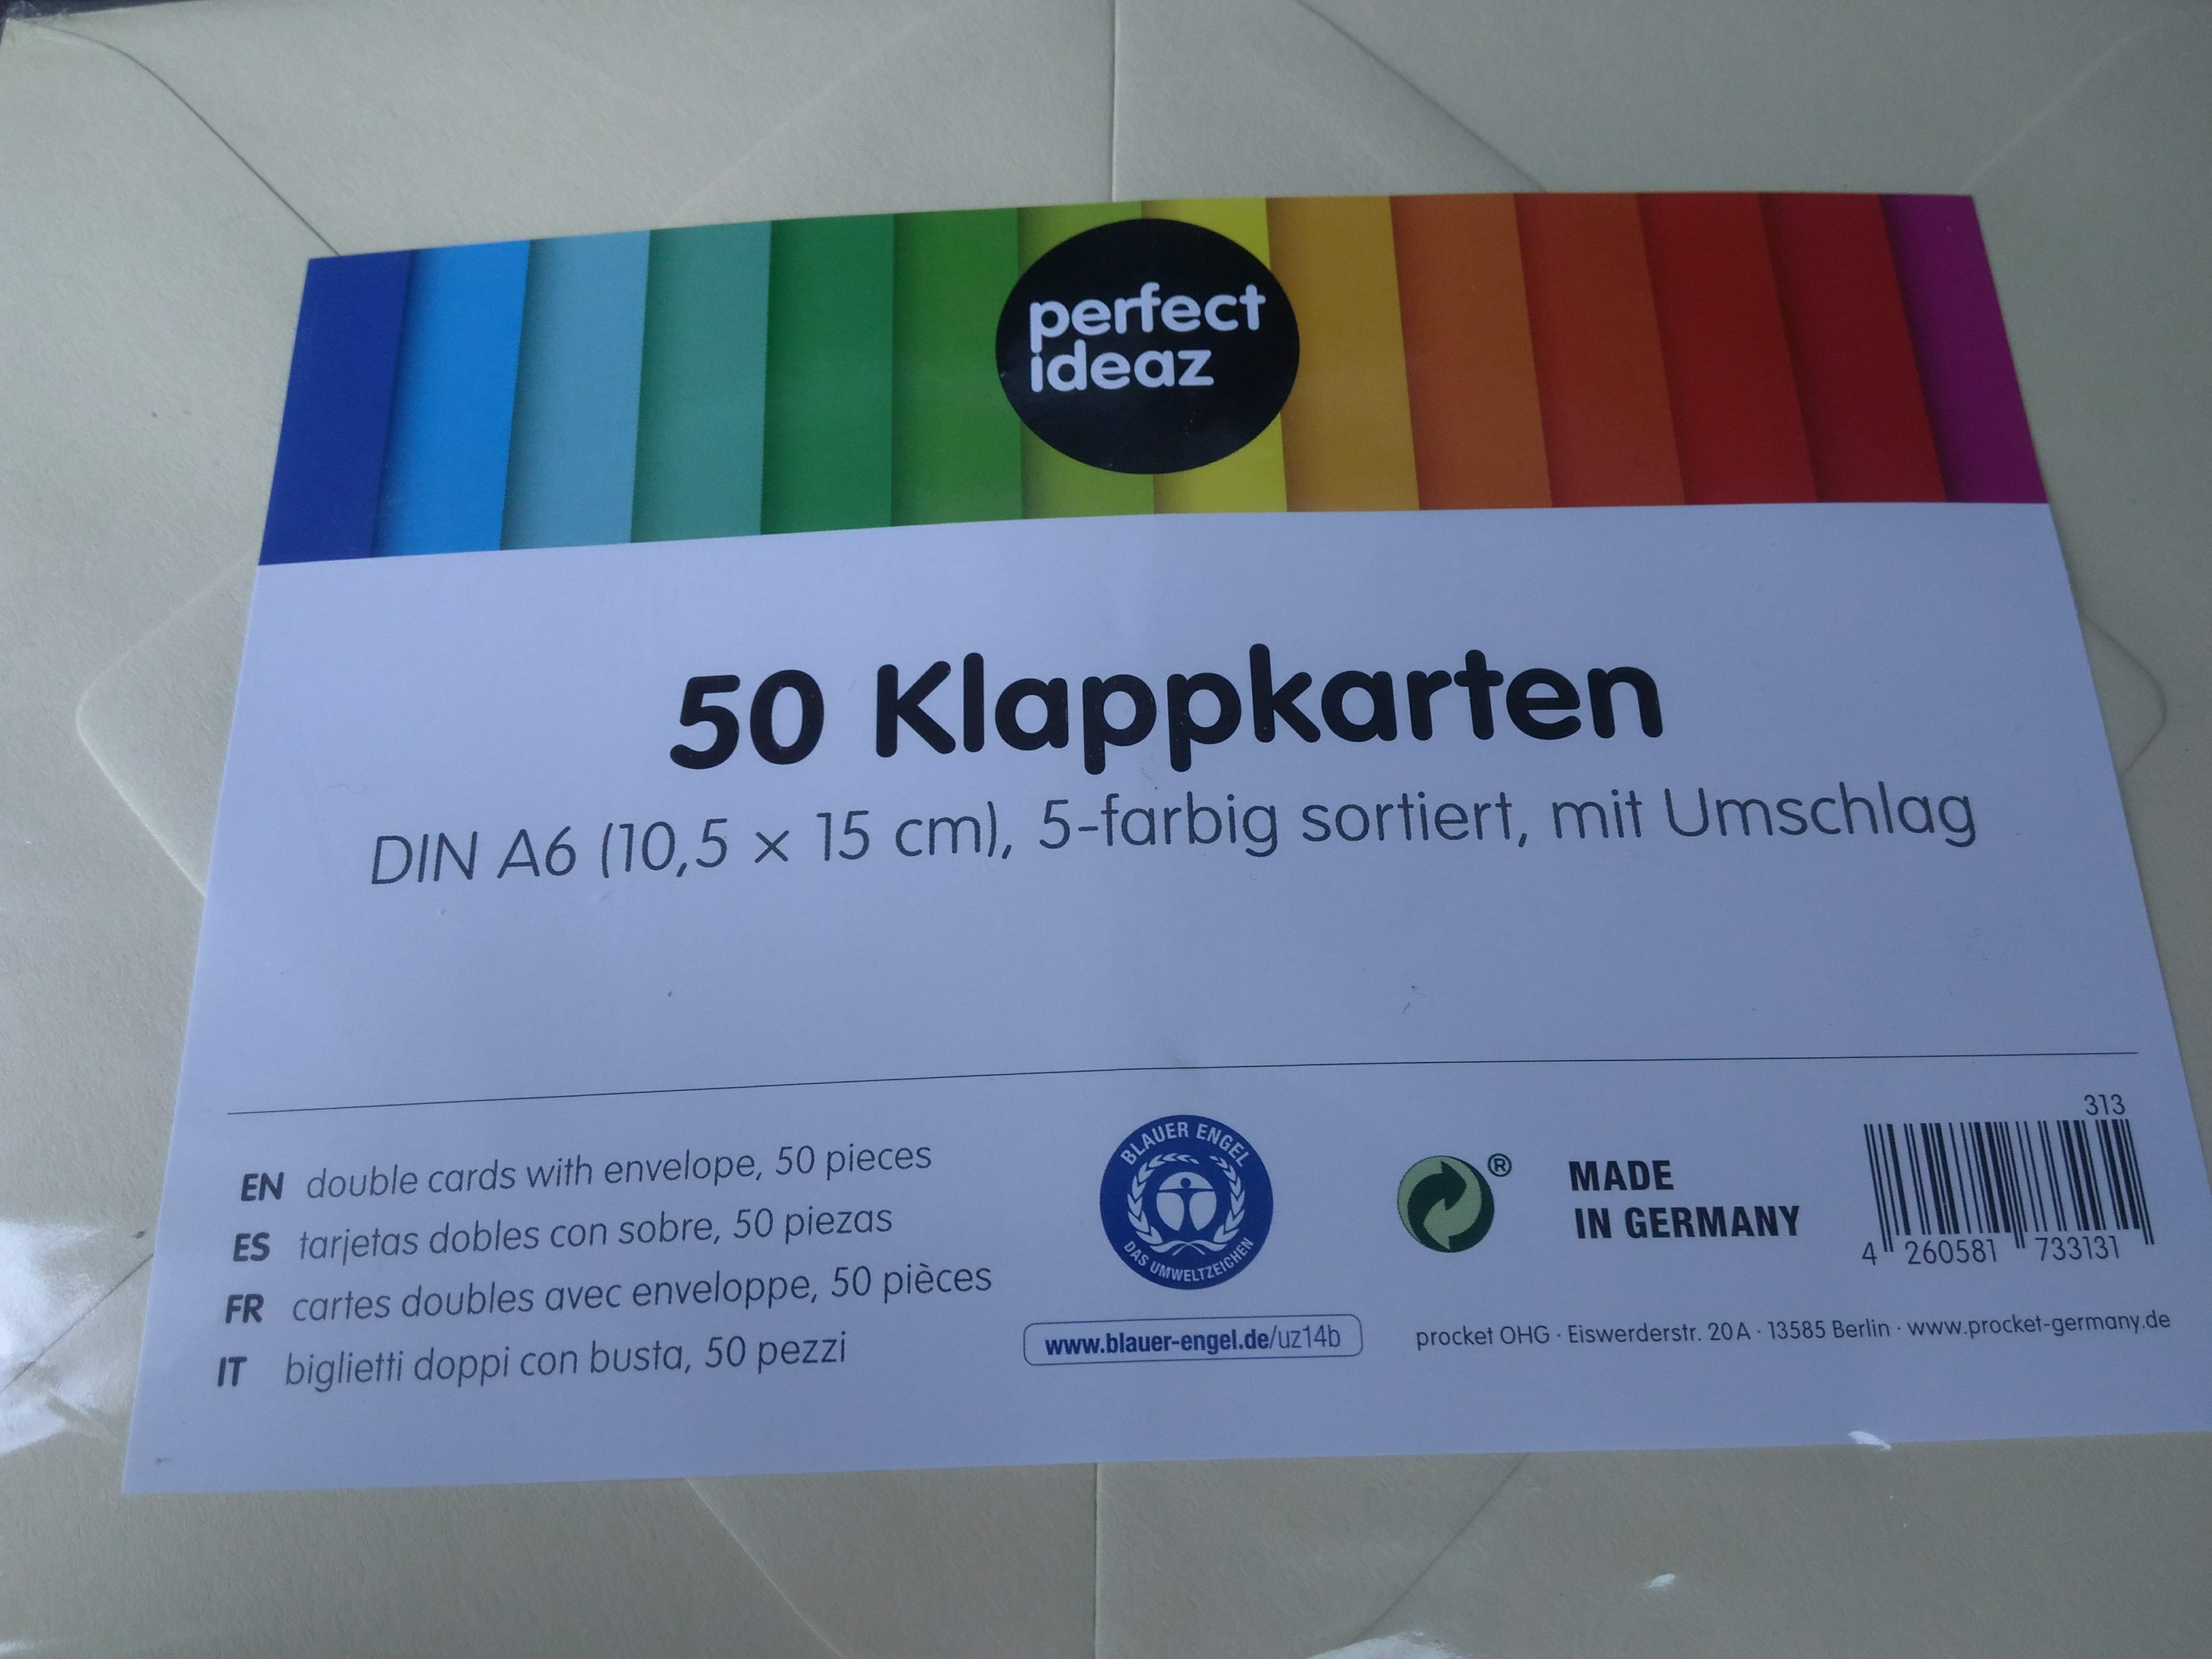 perfect
ideaz
50 Klappkarten
DIN A6 (10,5 × 15 cm), 5-farbig sortiert, mit Umschlag
EN double cards with envelope, 50 pieces
ES tarjetas dobles con sobre, 50 piezas
FR cartes doubles avec enveloppe, 50 pièces
IT biglietti doppi con busta, 50 pezzi
BLAUER ENGEL
DAS UMWELTZEICHEN
www.blauer-engel.de/uz14b
®
MADE
IN GERMANY
313
4 260581 733131
procket OHG · Eiswerderstr. 20A · 13585 Berlin · www.procket-germany.de